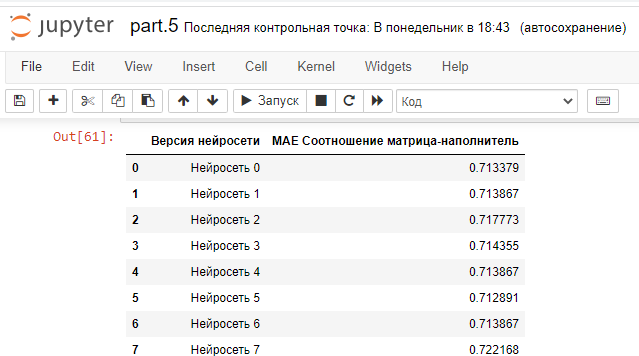 jupyter part.5 Последняя контрольная точка: В понедельник в 18:43 (автосохранение)
File Edit View Insert Cell Kernel Widgets Help
Запуск Код
Out[61]:
Версия нейросети MAE Соотношение матрица-наполнитель
0 Нейросеть 0 0.713379
1 Нейросеть 1 0.713867
2 Нейросеть 2 0.717773
3 Нейросеть 3 0.714355
4 Нейросеть 4 0.713867
5 Нейросеть 5 0.712891
6 Нейросеть 6 0.713867
7 Нейросеть 7 0.722168